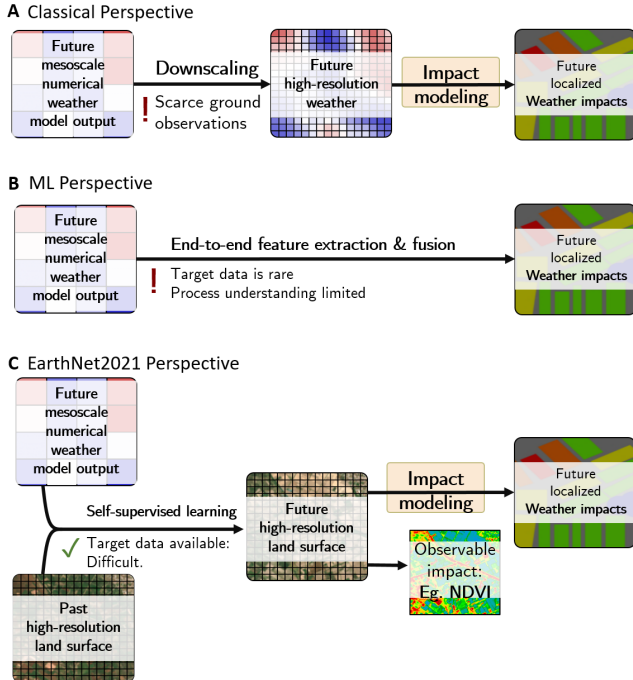 A Classical Perspective
Future
mesoscale
numerical
weather
model output
Downscaling
! Scarce ground
observations
Future
high-resolution
weather
Impact
modeling
Future
localized
Weather impacts
B ML Perspective
Future
mesoscale
numerical
weather
model output
End-to-end feature extraction & fusion
! Target data is rare
Process understanding limited
Future
localized
Weather impacts
C EarthNet2021 Perspective
Future
mesoscale
numerical
weather
model output
Self-supervised learning
✓ Target data available:
Difficult.
Past
high-resolution
land surface
Future
high-resolution
land surface
Impact
modeling
Observable
impact:
Eg. NDVI
Future
localized
Weather impacts